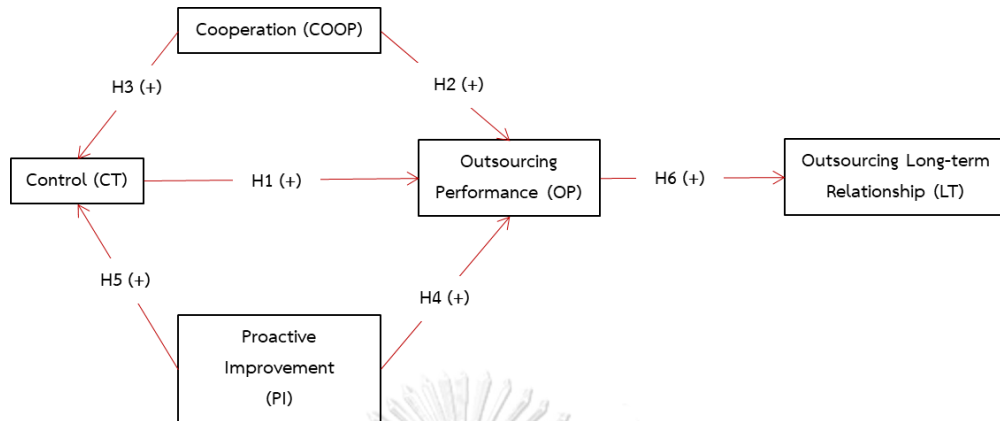 Cooperation (COOP)
H3 (+)
H2 (+)
Control (CT)
H1 (+)
Outsourcing
Performance (OP)
H6 (+)
Outsourcing Long-term
Relationship (LT)
H5 (+)
H4 (+)
Proactive
Improvement
(PI)